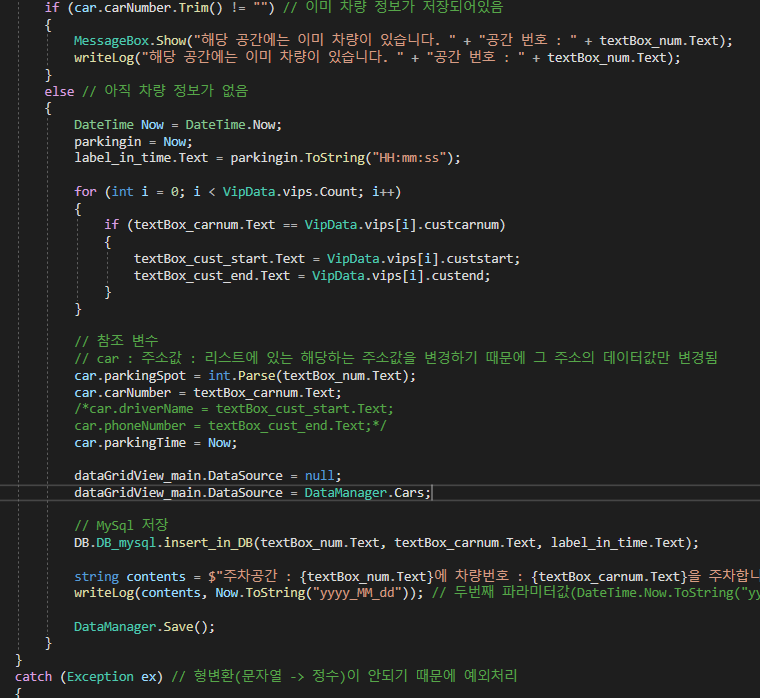 if (car.carNumber.Trim() != "") // 이미 차량 정보가 저장되어있음
{
MessageBox.Show("해당 공간에는 이미 차량이 있습니다. " + "공간 번호 : " + textBox_num.Text);
writeLog("해당 공간에는 이미 차량이 있습니다. " + "공간 번호 : " + textBox_num.Text);
}
else // 아직 차량 정보가 없음
{
DateTime Now = DateTime.Now;
parkingin = Now;
label_in_time.Text = parkingin.ToString("HH:mm:ss");
for (int i = 0; i < VipData.vips.Count; i++)
{
if (textBox_carnum.Text == VipData.vips[i].custcarnum)
{
textBox_cust_start.Text = VipData.vips[i].custstart;
textBox_cust_end.Text = VipData.vips[i].custend;
}
}
// 참조 변수
// car : 주소값 : 리스트에 있는 해당하는 주소값을 변경하기 때문에 그 주소의 데이터값만 변경됨
car.parkingSpot = int.Parse(textBox_num.Text);
car.carNumber = textBox_carnum.Text;
/*car.driverName = textBox_cust_start.Text;
car.phoneNumber = textBox_cust_end.Text;*/
car.parkingTime = Now;
dataGridView_main.DataSource = null;
dataGridView_main.DataSource = DataManager.Cars;
// MySql 저장
DB.DB_mysql.insert_in_DB(textBox_num.Text, textBox_carnum.Text, label_in_time.Text);
string contents = $"주차공간 : {textBox_num.Text}에 차량번호 : {textBox_carnum.Text}을 주차합니
writeLog(contents, Now.ToString("yyyy_MM_dd")); // 두번째 파라미터값(DateTime.Now.ToString("yy
DataManager.Save();
}
}
catch (Exception ex) // 형변환(문자열 -> 정수)이 안되기 때문에 예외처리
{